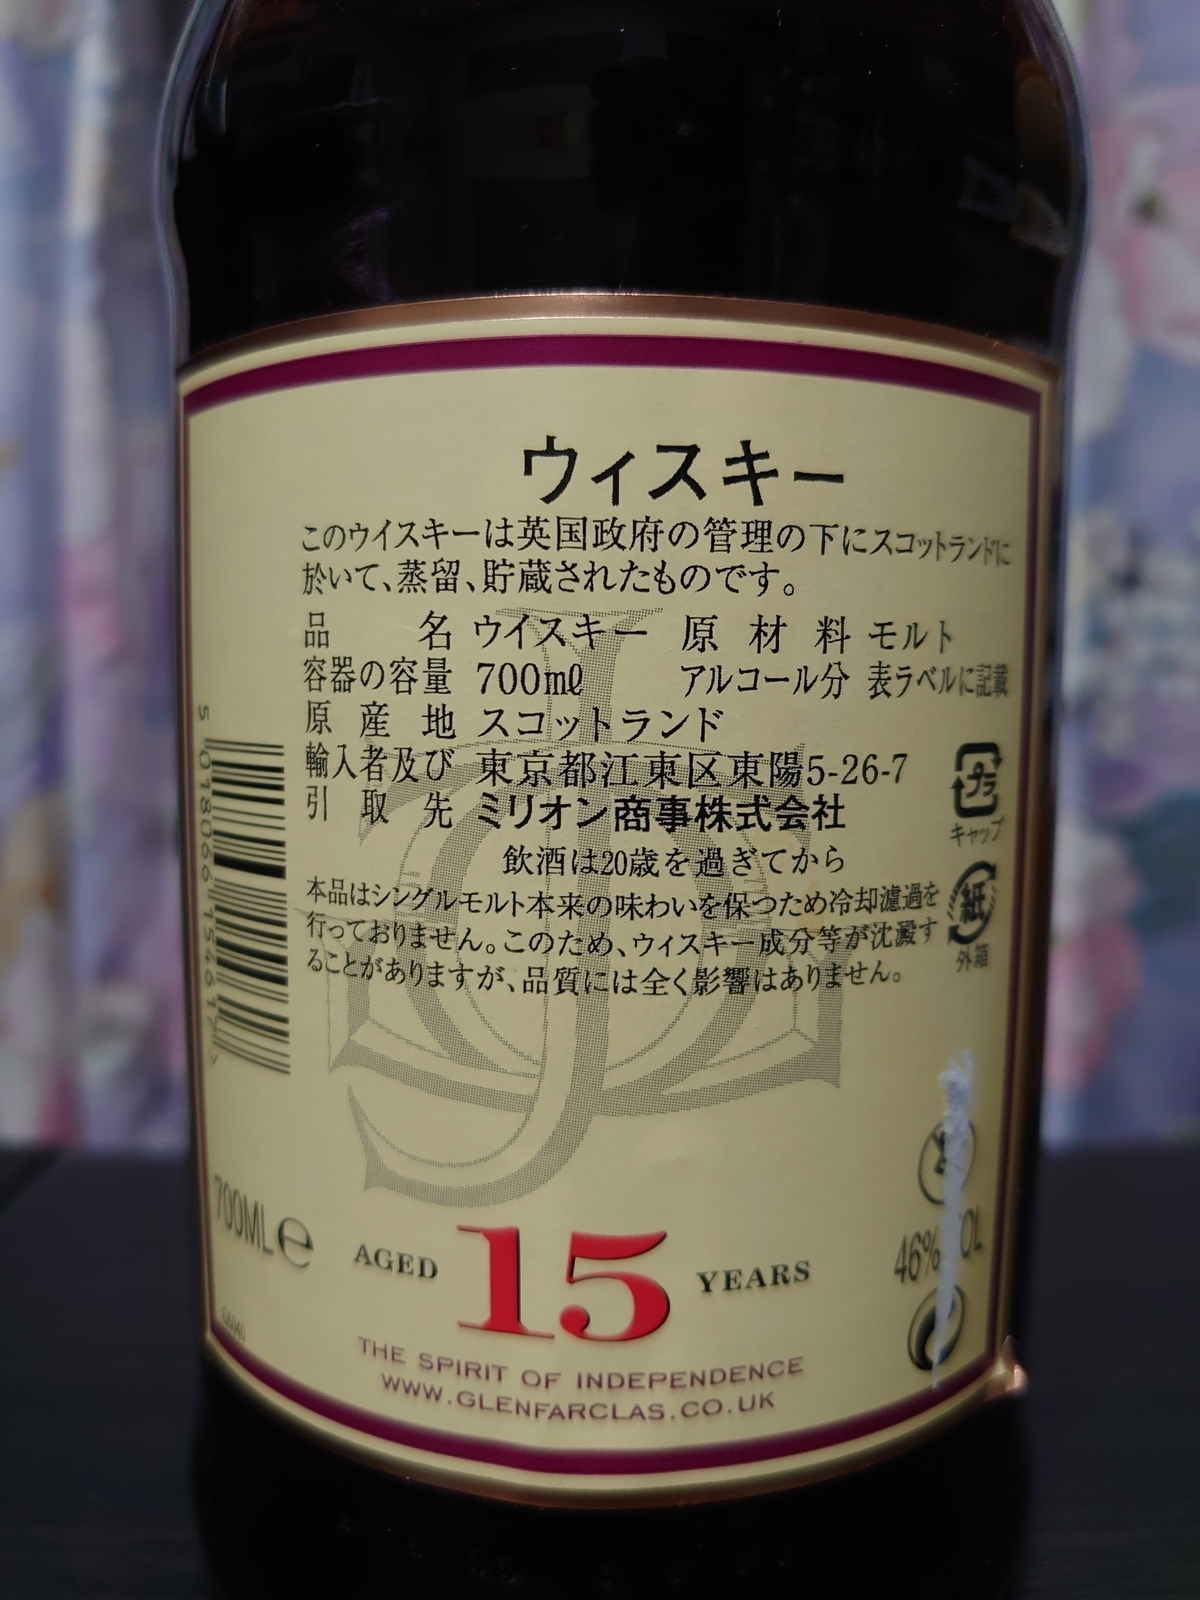 ウィスキー
このウイスキーは英国政府の管理の下にスコットランドに
於いて、蒸留、貯蔵されたものです。
品名 ウイスキー 原材料 モルト
容器の容量 700mℓ アルコール分 表ラベルに記載
原産地 スコットランド
輸入者及び 東京都江東区東陽5-26-7
引取先 ミリオン商事株式会社
飲酒は20歳を過ぎてから
本品はシングルモルト本来の味わいを保つため冷却濾過を
行っておりません。このため、ウィスキー成分等が沈澱す
ることがありますが、品質には全く影響はありません。
プラ
キャップ
紙
外箱
5 018066 154617 >
700ML e
AGED 15 YEARS
46%
THE SPIRIT OF INDEPENDENCE
WWW.GLENFARCLAS.CO.UK